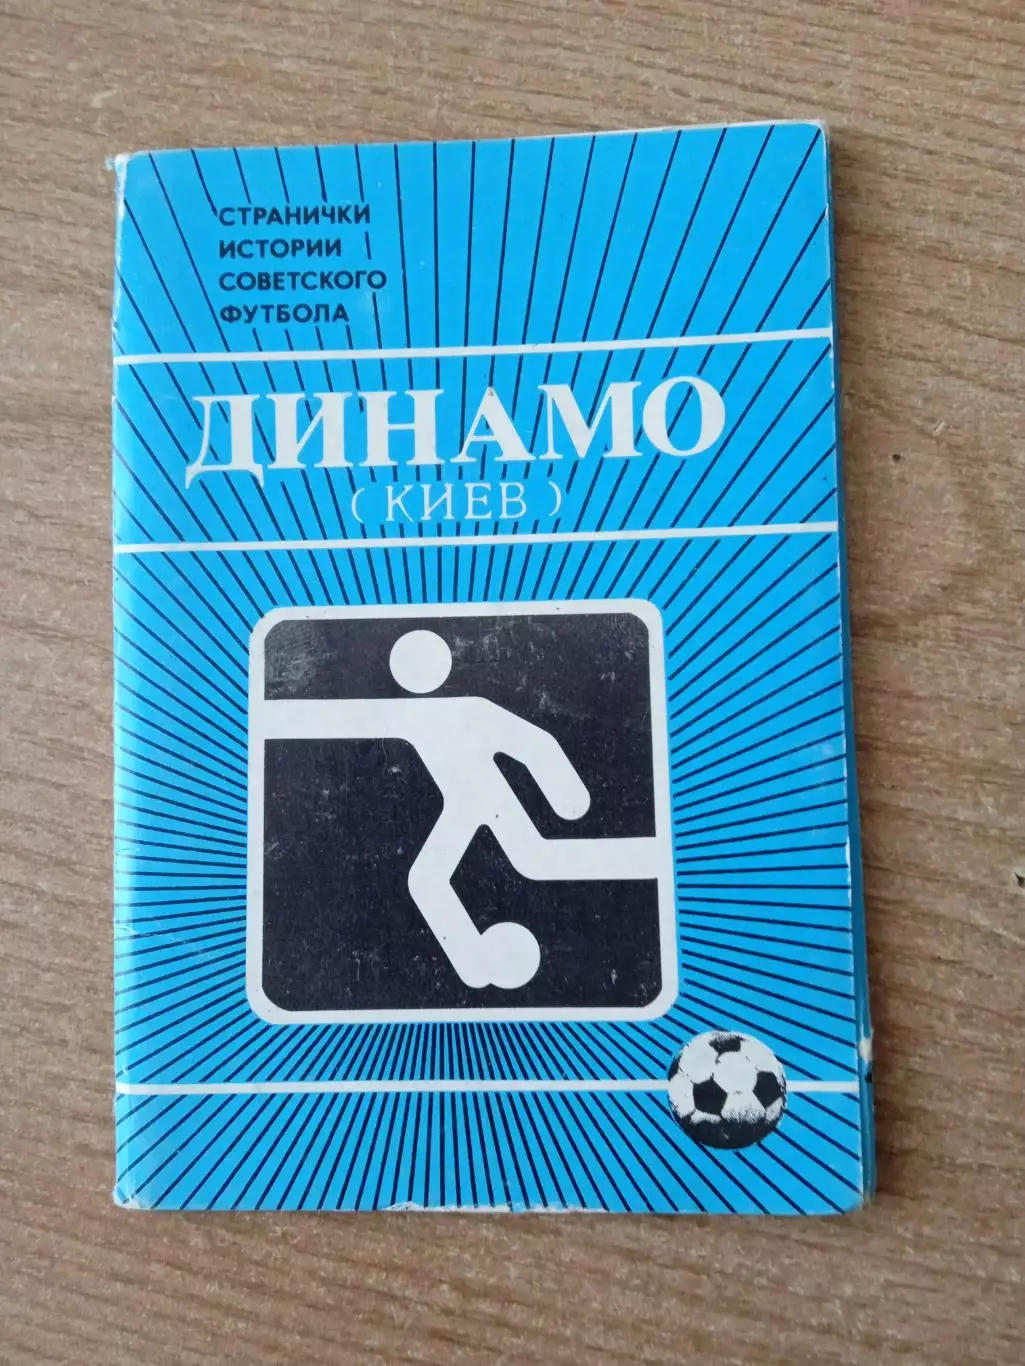 СТРАНИЧКИ
ИСТОРИИ
СОВЕТСКОГО
ФУТБОЛА
ДИНАМО
(КИЕВ)